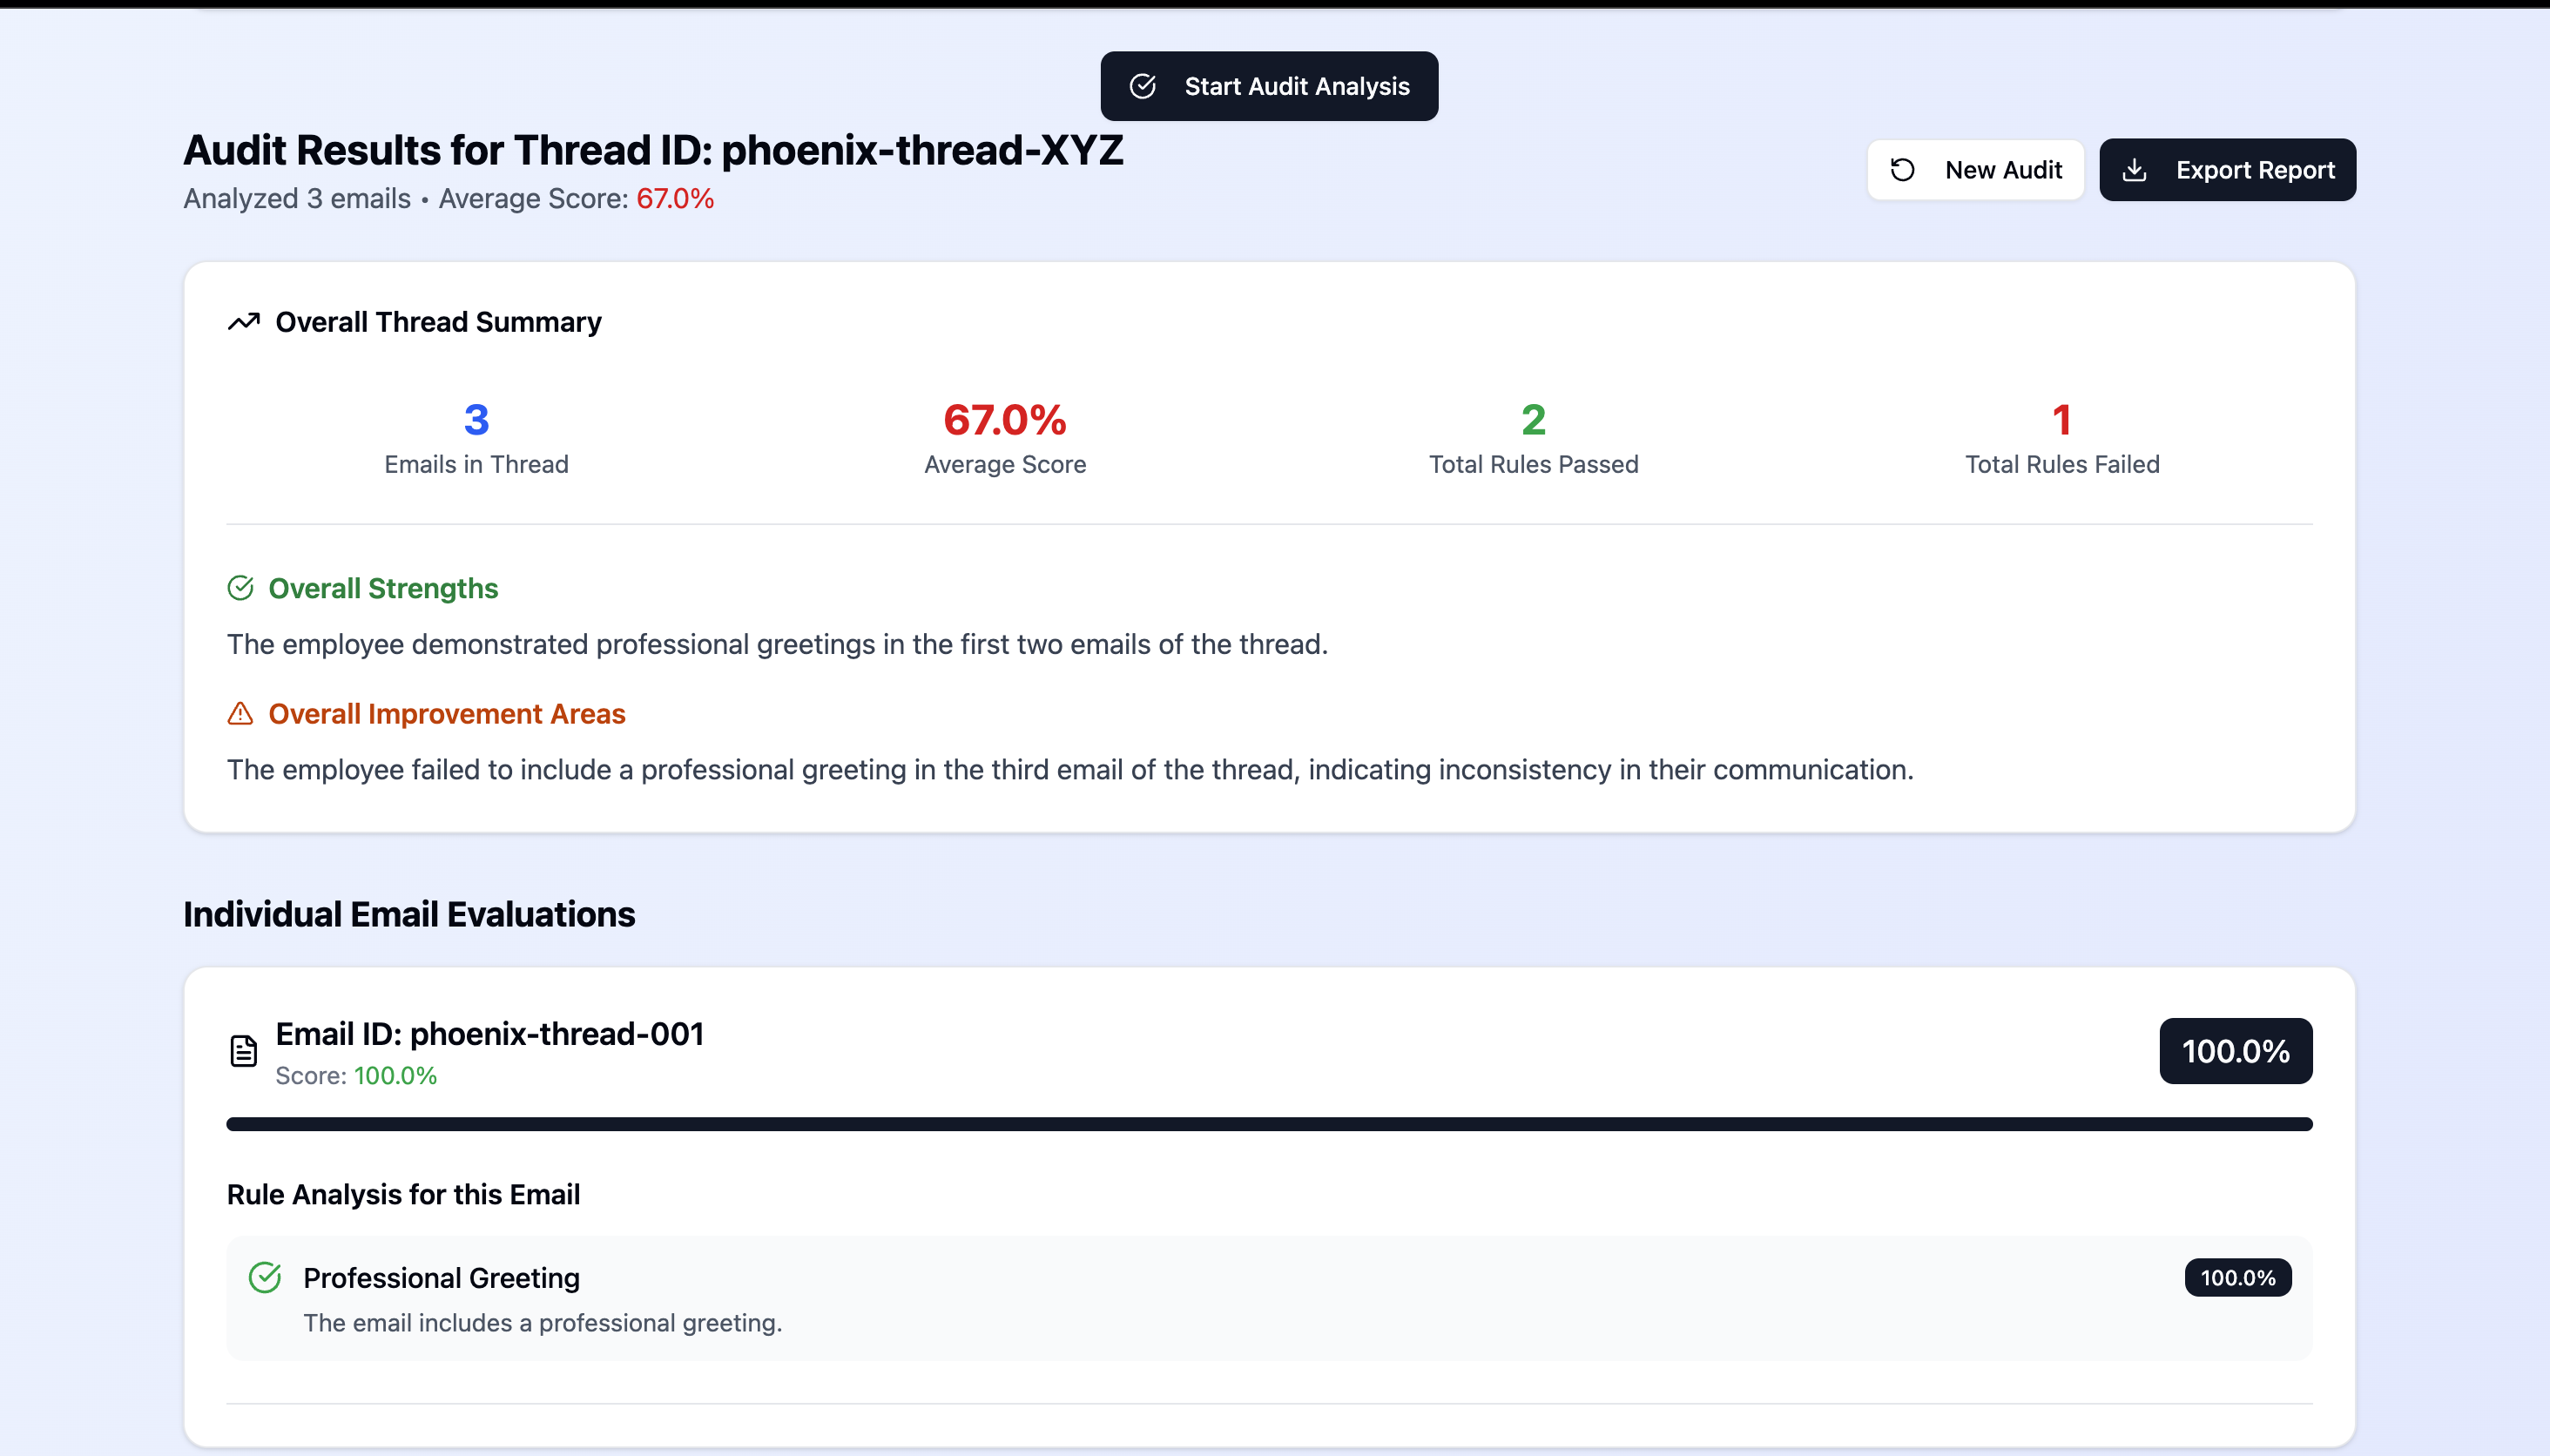 Start Audit Analysis
Audit Results for Thread ID: phoenix-thread-XYZ
Analyzed 3 emails • Average Score: 67.0%
New Audit
Export Report
Overall Thread Summary
3
Emails in Thread
67.0%
Average Score
2
Total Rules Passed
1
Total Rules Failed
Overall Strengths
The employee demonstrated professional greetings in the first two emails of the thread.
Overall Improvement Areas
The employee failed to include a professional greeting in the third email of the thread, indicating inconsistency in their communication.
Individual Email Evaluations
Email ID: phoenix-thread-001
Score: 100.0%
100.0%
Rule Analysis for this Email
Professional Greeting
100.0%
The email includes a professional greeting.